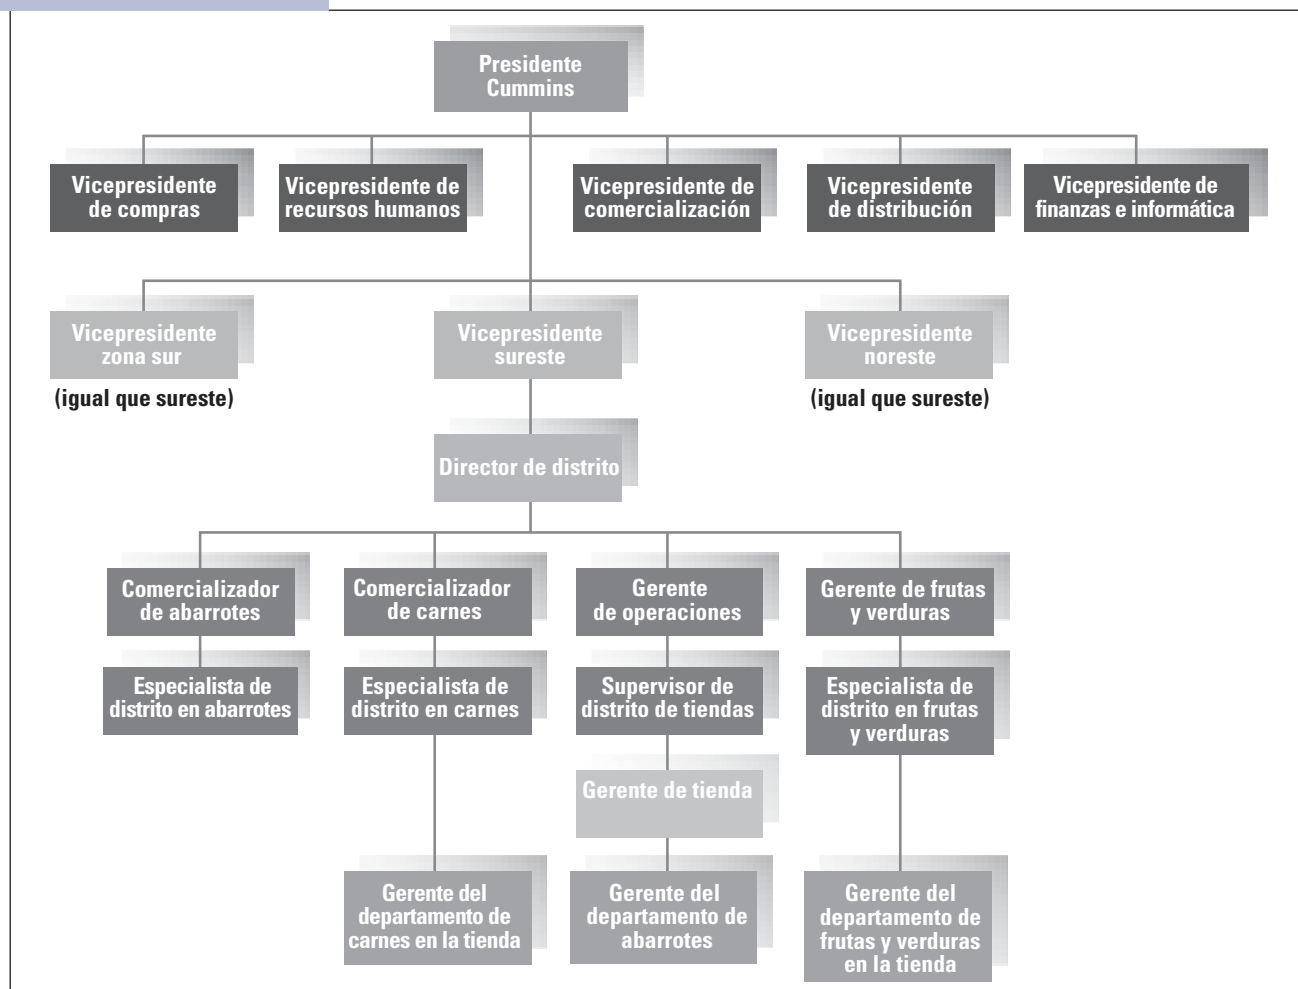 Presidente
Cummins
Vicepresidente
de compras
Vicepresidente de
recursos humanos
Vicepresidente de
comercialización
Vicepresidente
de distribución
Vicepresidente de
finanzas e informática
Vicepresidente
zona sur
(igual que sureste)
Vicepresidente
sureste
Vicepresidente
noreste
(igual que sureste)
Director de distrito
Comercializador
de abarrotes
Comercializador
de carnes
Gerente
de operaciones
Gerente de frutas
y verduras
Especialista de
distrito en abarrotes
Especialista de
distrito en carnes
Supervisor de
distrito de tiendas
Especialista de
distrito en frutas
y verduras
Gerente de tienda
Gerente del
departamento de
carnes en la tienda
Gerente del
departamento de
abarrotes
Gerente del
departamento de
frutas y verduras
en la tienda